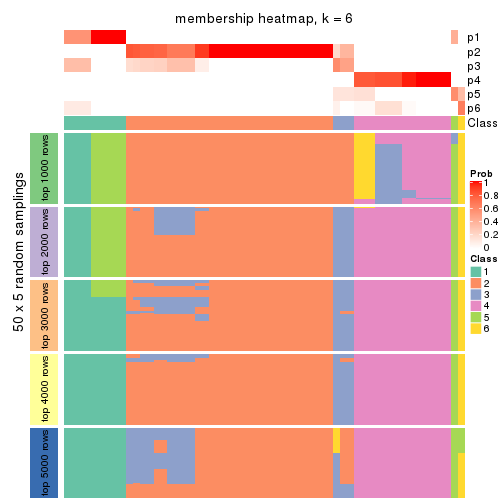 membership heatmap, k = 6
p1
p2
p3
p4
p5
p6
Class
50 x 5 random samplings
top 1000 rows
top 2000 rows
top 3000 rows
top 4000 rows
top 5000 rows
Prob
1
0.8
0.6
0.4
0.2
0
Class
1
2
3
4
5
6